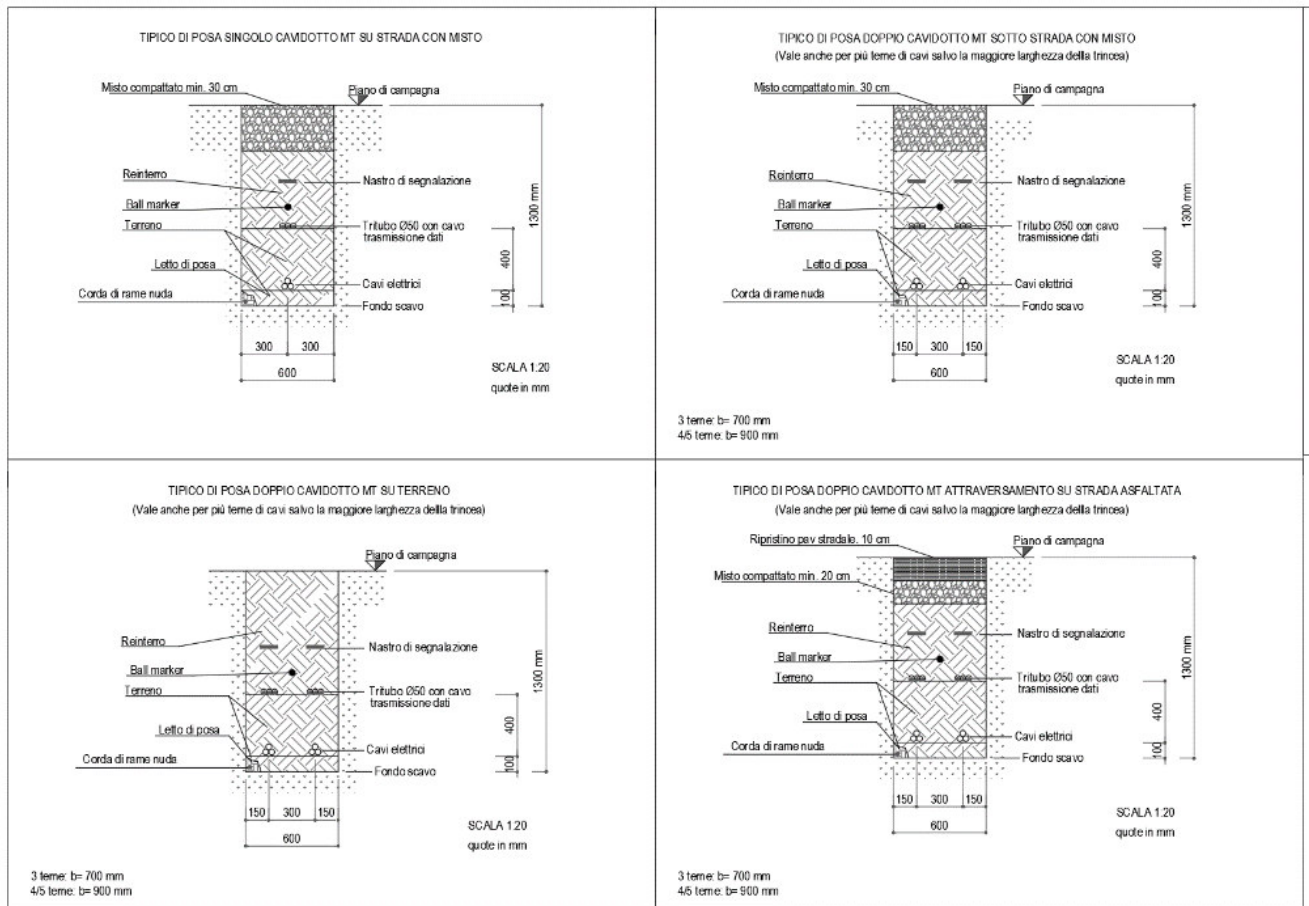 TIPICO DI POSA SINGOLO CAVIDOTTO MT SU STRADA CON MISTO
Misto compattato min. 30 cm
Piano di campagna
Reinterro
Nastro di segnalazione
Ball marker
Terreno
Tritubo Ø50 con cavo
trasmissione dati
Letto di posa
Cavi elettrici
Corda di rame nuda
Fondo scavo
1300 mm
400
100
300 300
600
SCALA 1:20
quote in mm
TIPICO DI POSA DOPPIO CAVIDOTTO MT SOTTO STRADA CON MISTO
(Vale anche per più terne di cavi salvo la maggiore larghezza dellla trincea)
Misto compattato min. 30 cm
Piano di campagna
Reinterro
Nastro di segnalazione
Ball marker
Terreno
Tritubo Ø50 con cavo
trasmissione dati
Letto di posa
Cavi elettrici
Corda di rame nuda
Fondo scavo
1300 mm
400
100
150 300 150
600
SCALA 1:20
quote in mm
3 terne: b= 700 mm
4/5 terne: b= 900 mm
TIPICO DI POSA DOPPIO CAVIDOTTO MT SU TERRENO
(Vale anche per più terne di cavi salvo la maggiore larghezza dellla trincea)
Piano di campagna
Reinterro
Nastro di segnalazione
Ball marker
Terreno
Tritubo Ø50 con cavo
trasmissione dati
Letto di posa
Cavi elettrici
Corda di rame nuda
Fondo scavo
1300 mm
400
100
150 300 150
600
SCALA 1:20
quote in mm
3 terne: b= 700 mm
4/5 terne: b= 900 mm
TIPICO DI POSA DOPPIO CAVIDOTTO MT ATTRAVERSAMENTO SU STRADA ASFALTATA
(Vale anche per più terne di cavi salvo la maggiore larghezza dellla trincea)
Ripristino pav stradale. 10 cm
Piano di campagna
Misto compattato min. 20 cm
Reinterro
Nastro di segnalazione
Ball marker
Terreno
Tritubo Ø50 con cavo
trasmissione dati
Letto di posa
Cavi elettrici
Corda di rame nuda
Fondo scavo
1300 mm
400
100
150 300 150
600
SCALA 1:20
quote in mm
3 terne: b= 700 mm
4/5 terne: b= 900 mm